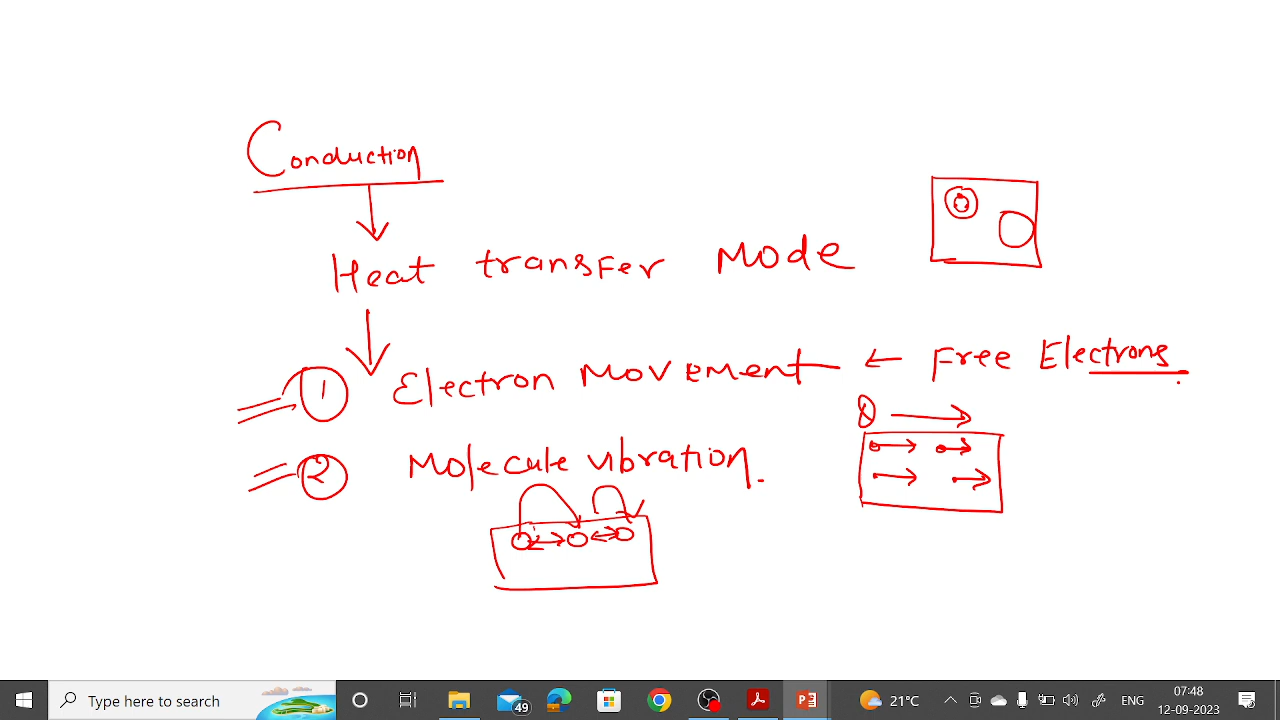 Conduction
Heat transfer Mode
1 Electron Movement ← Free Electrons
Q
2 Molecule vibration.
Type here to search
49
21°C
ENG
07:48
12-09-2023